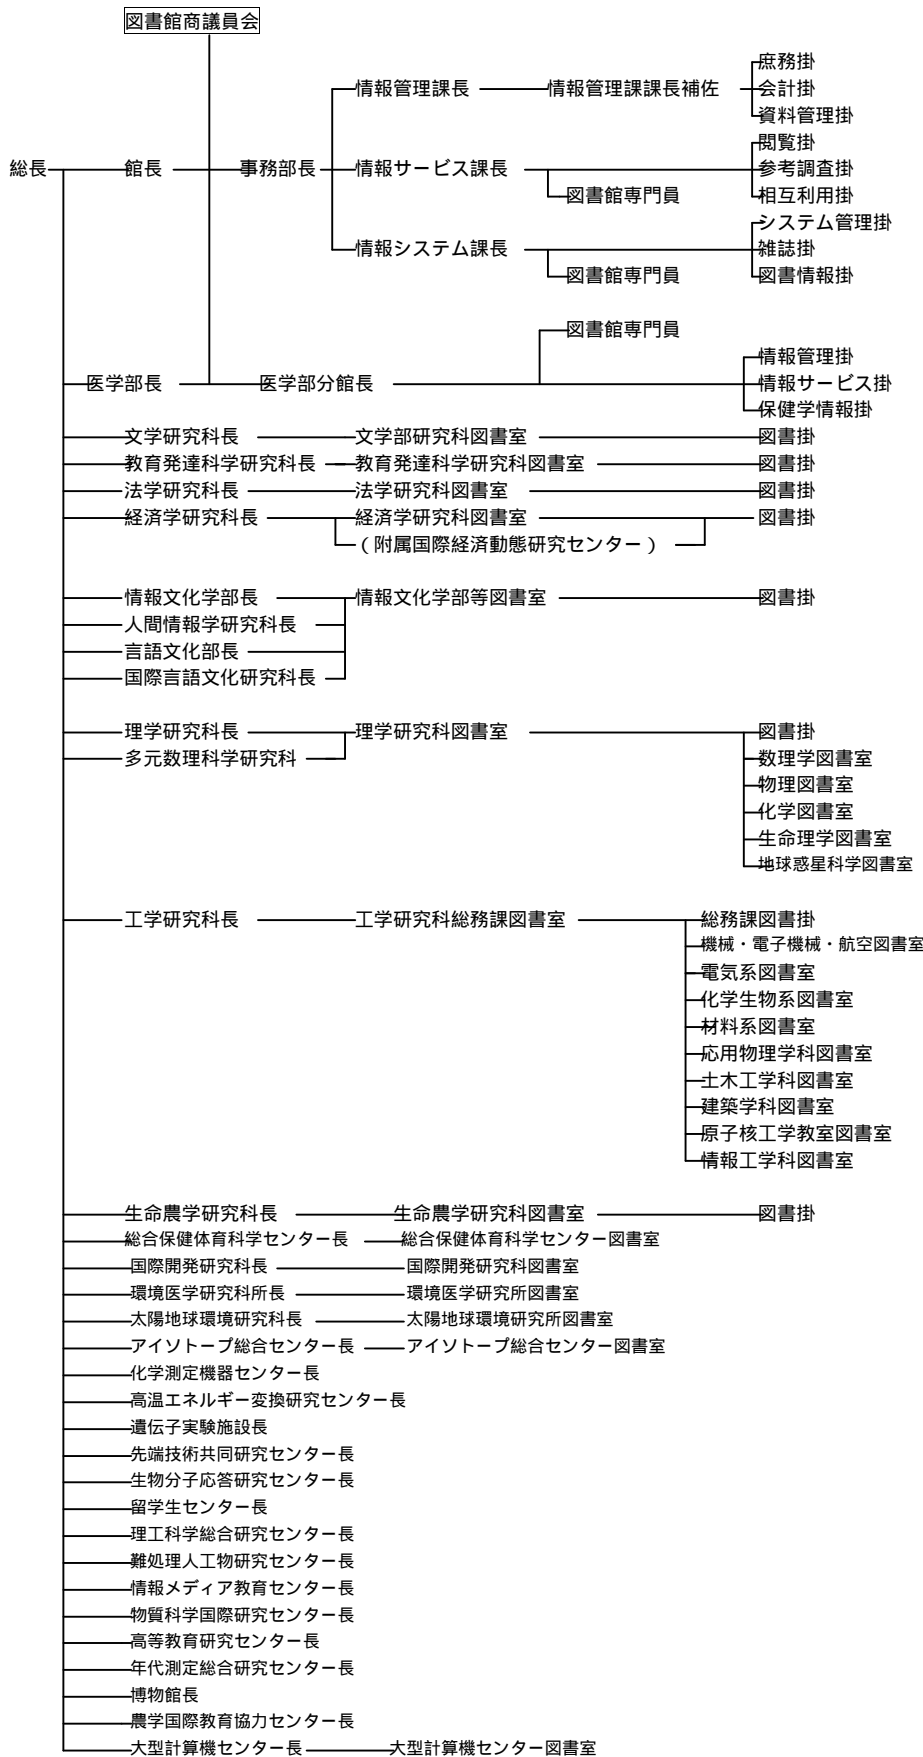 図書館商議員会
庶務掛
情報管理課長 情報管理課課長補佐 会計掛
資料管理掛
閲覧掛
総長 館長 事務部長 情報サービス課長 参考調査掛
図書館専門員 相互利用掛
システム管理掛
情報システム課長 雑誌掛
図書館専門員 図書情報掛
図書館専門員
情報管理掛
医学部長 医学部分館長 情報サービス掛
保健学情報掛
文学研究科長 文学部研究科図書室 図書掛
教育発達科学研究科長 教育発達科学研究科図書室 図書掛
法学研究科長 法学研究科図書室 図書掛
経済学研究科長 経済学研究科図書室 図書掛
(附属国際経済動態研究センター)
情報文化学部長 情報文化学部等図書室 図書掛
人間情報学研究科長
言語文化部長
国際言語文化研究科長
理学研究科長 理学研究科図書室 図書掛
多元数理科学研究科 数理学図書室
物理図書室
化学図書室
生命理学図書室
地球惑星科学図書室
工学研究科長 工学研究科総務課図書室 総務課図書掛
機械・電子機械・航空図書室
電気系図書室
化学生物系図書室
材料系図書室
応用物理学科図書室
土木工学科図書室
建築学科図書室
原子核工学教室図書室
情報工学科図書室
生命農学研究科長 生命農学研究科図書室 図書掛
総合保健体育科学センター長 総合保健体育科学センター図書室
国際開発研究科長 国際開発研究科図書室
環境医学研究科所長 環境医学研究所図書室
太陽地球環境研究科長 太陽地球環境研究所図書室
アイソトープ総合センター長 アイソトープ総合センター図書室
化学測定機器センター長
高温エネルギー変換研究センター長
遺伝子実験施設長
先端技術共同研究センター長
生物分子応答研究センター長
留学生センター長
理工科学総合研究センター長
難処理人工物研究センター長
情報メディア教育センター長
物質科学国際研究センター長
高等教育研究センター長
年代測定総合研究センター長
博物館長
農学国際教育協力センター長
大型計算機センター長 大型計算機センター図書室